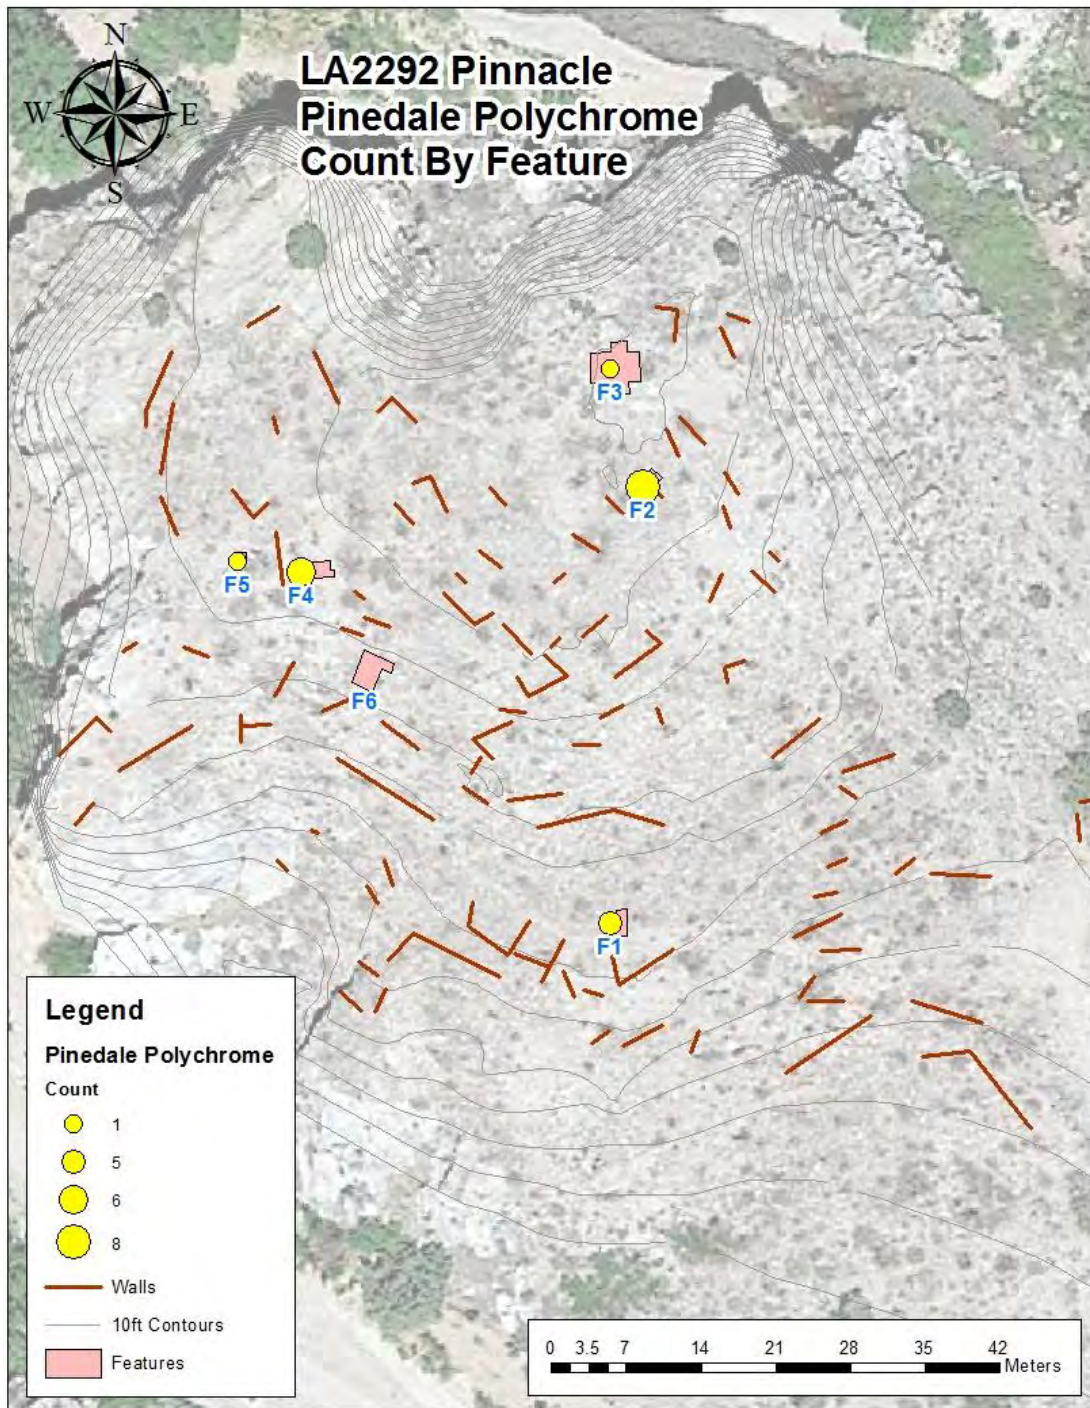 N
W E
S
LA2292 Pinnacle
Pinedale Polychrome
Count By Feature
F3
F2
F5
F4
F6
F1
Legend
Pinedale Polychrome
Count
1
5
6
8
Walls
10ft Contours
Features
0 3.5 7 14 21 28 35 42
Meters